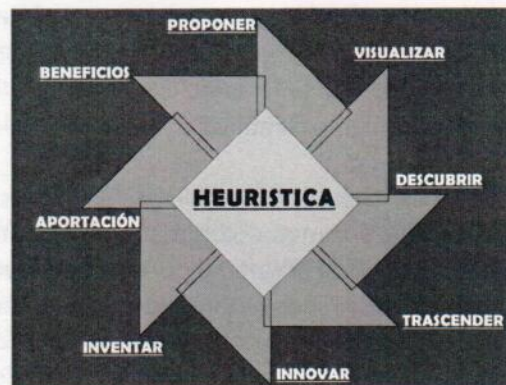 PROPONER
VISUALIZAR
BENEFICIOS
HEURISTICA
DESCUBRIR
APORTACIÓN
TRASCENDER
INVENTAR
INNOVAR